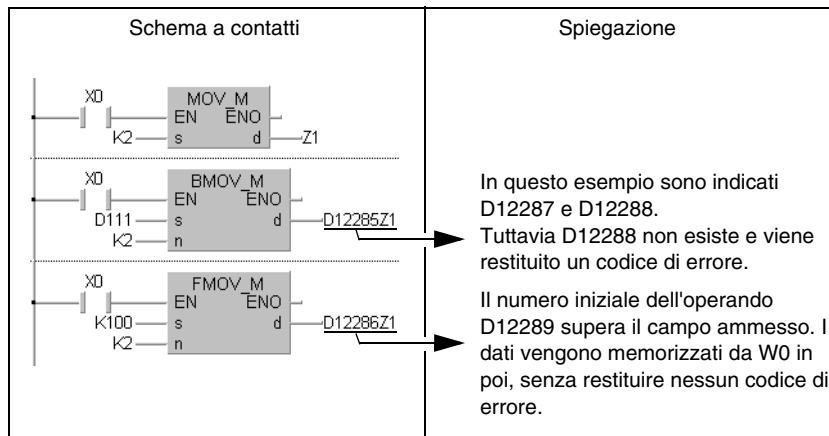 Schema a contatti
Spiegazione
X0
MOV_M
EN ENO
K2 s d Z1
X0
BMOV_M
EN ENO
D111 s d D12285Z1
K2 n
In questo esempio sono indicati
D12287 e D12288.
Tuttavia D12288 non esiste e viene
restituito un codice di errore.
X0
FMOV_M
EN ENO
K100 s d D12286Z1
K2 n
Il numero iniziale dell'operando
D12289 supera il campo ammesso. I
dati vengono memorizzati da W0 in
poi, senza restituire nessun codice di
errore.